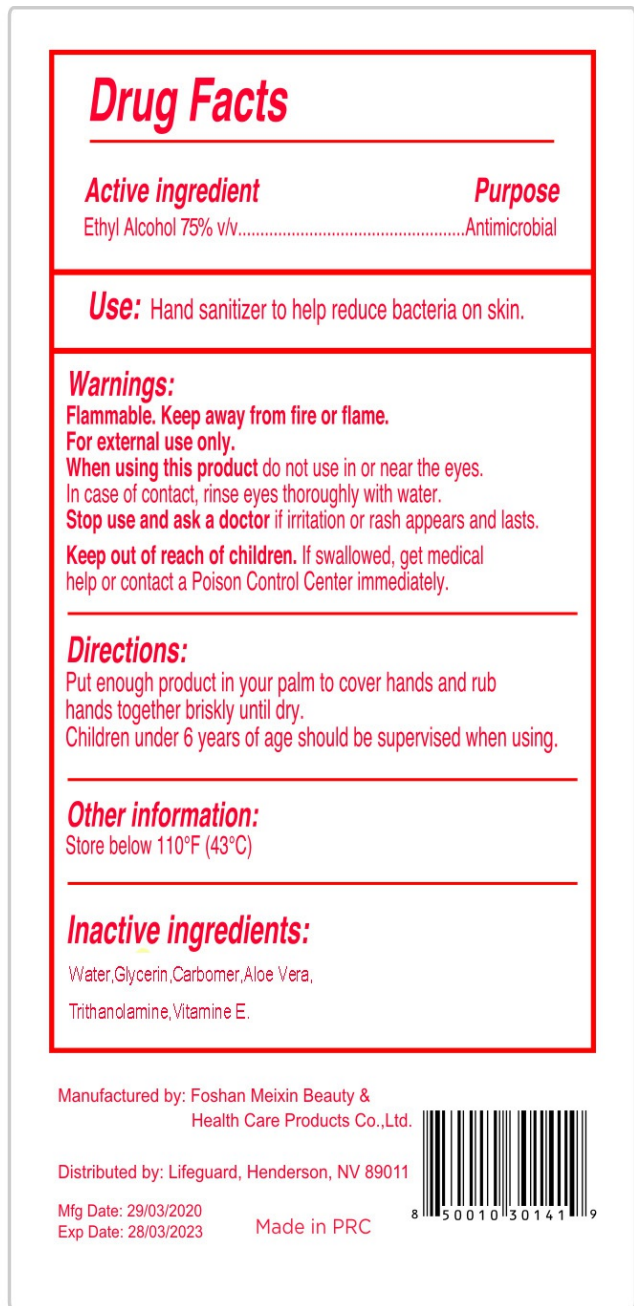 Drug Facts
Active ingredient Purpose
Ethyl Alcohol 75% v/v....................................................Antimicrobial
Use: Hand sanitizer to help reduce bacteria on skin.
Warnings:
Flammable. Keep away from fire or flame.
For external use only.
When using this product do not use in or near the eyes.
In case of contact, rinse eyes thoroughly with water.
Stop use and ask a doctor if irritation or rash appears and lasts.
Keep out of reach of children. If swallowed, get medical
help or contact a Poison Control Center immediately.
Directions:
Put enough product in your palm to cover hands and rub
hands together briskly until dry.
Children under 6 years of age should be supervised when using.
Other information:
Store below 110°F (43°C)
Inactive ingredients:
Water,Glycerin,Carbomer,Aloe Vera,
Trithanolamine,Vitamine E.
Manufactured by: Foshan Meixin Beauty &
Health Care Products Co.,Ltd.
Distributed by: Lifeguard, Henderson, NV 89011
Mfg Date: 29/03/2020
Exp Date: 28/03/2023
Made in PRC
8 50010 30141 9